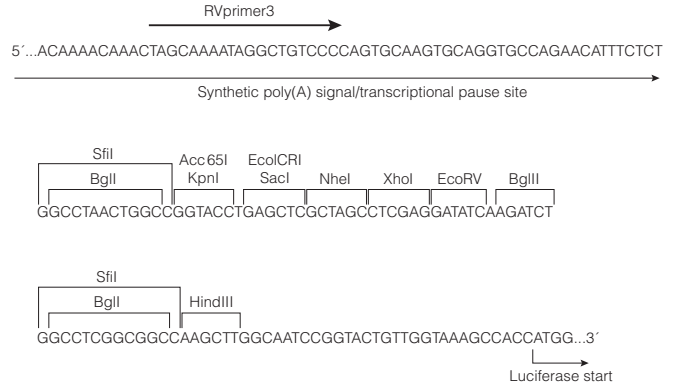 RVprimer3
5´...ACAAAACAAACTAGCAAAATAGGCTGTCCCCAGTGCAAGTGCAGGTGCCAGAACATTTCTCT
Synthetic poly(A) signal/transcriptional pause site
SfiI
Acc65I EcoICRI
BglI KpnI SacI NheI XhoI EcoRV BglII
GGCCTAACTGGCCGGTACCTGAGCTCGCTAGCCTCGAGGATATCAAGATCT
SfiI
BglI HindIII
GGCCTCGGCGGCCAAGCTTGGCAATCCGGTACTGTTGGTAAAGCCACCATGG...3´
Luciferase start